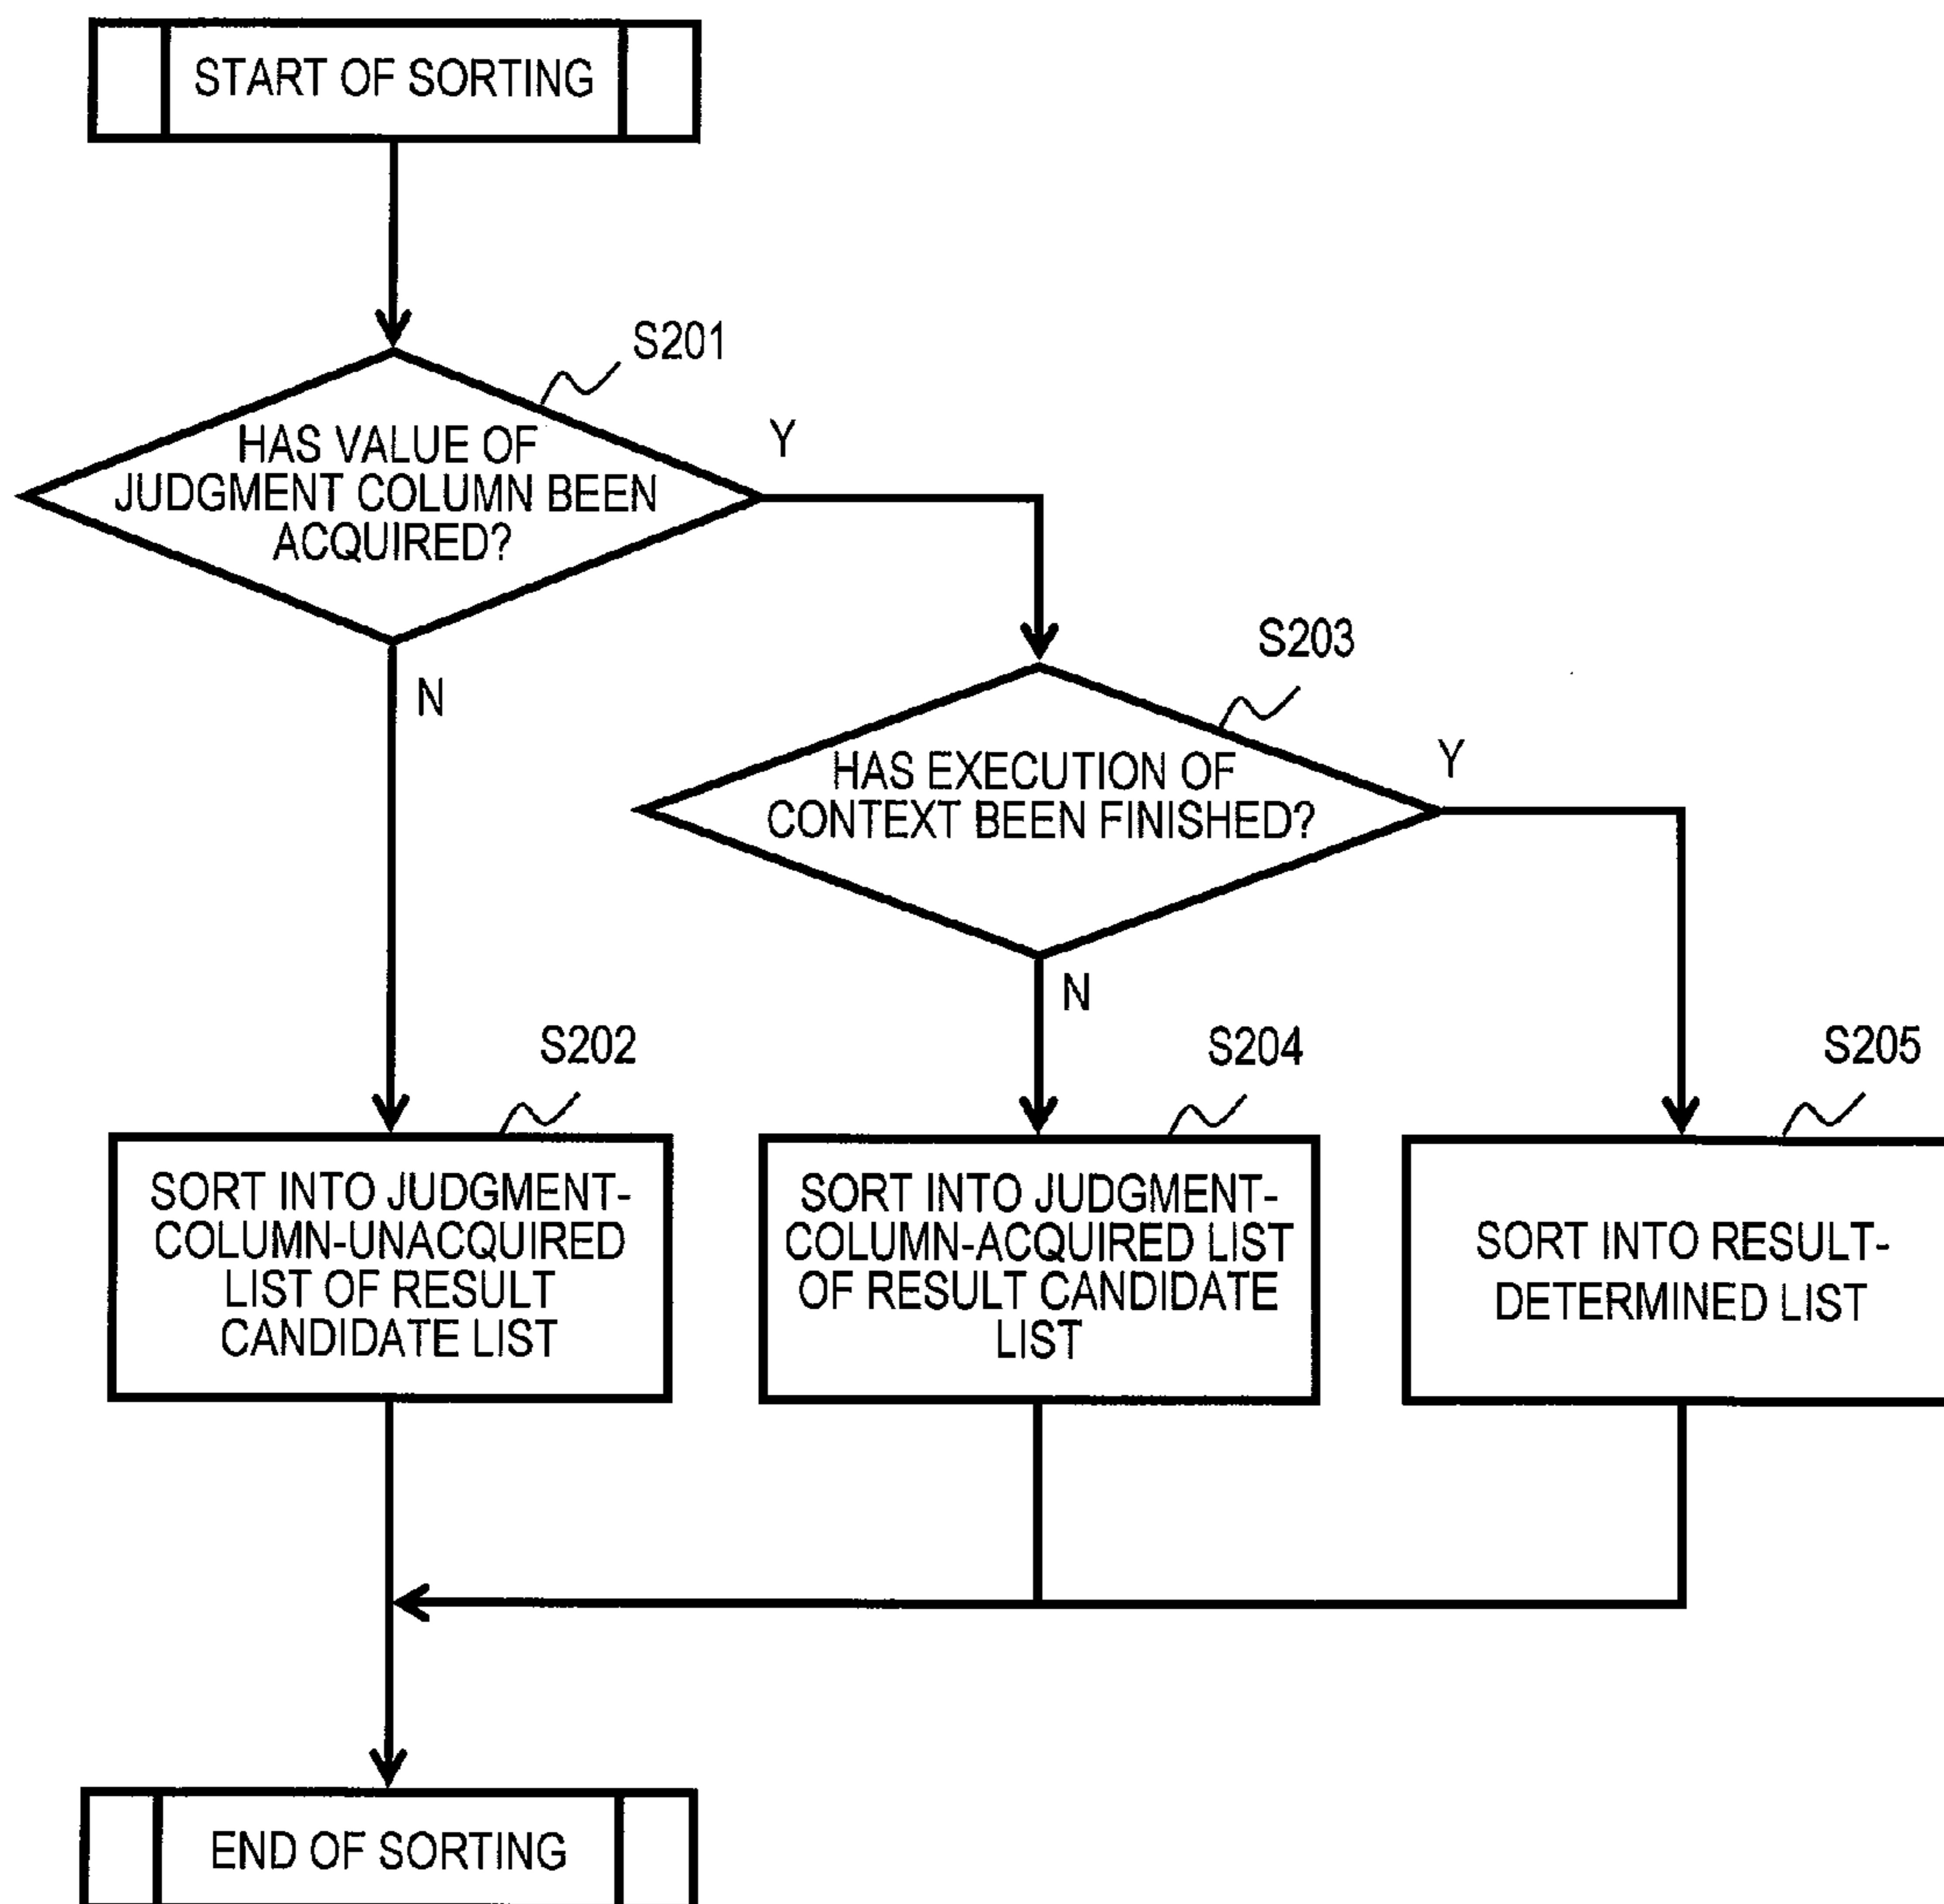 START OF SORTING
S201
HAS VALUE OF
JUDGMENT COLUMN BEEN
ACQUIRED?
Y
N
S203
HAS EXECUTION OF
CONTEXT BEEN FINISHED?
Y
N
S202
SORT INTO JUDGMENT-
COLUMN-UNACQUIRED
LIST OF RESULT
CANDIDATE LIST
S204
SORT INTO JUDGMENT-
COLUMN-ACQUIRED LIST
OF RESULT CANDIDATE
LIST
S205
SORT INTO RESULT-
DETERMINED LIST
END OF SORTING